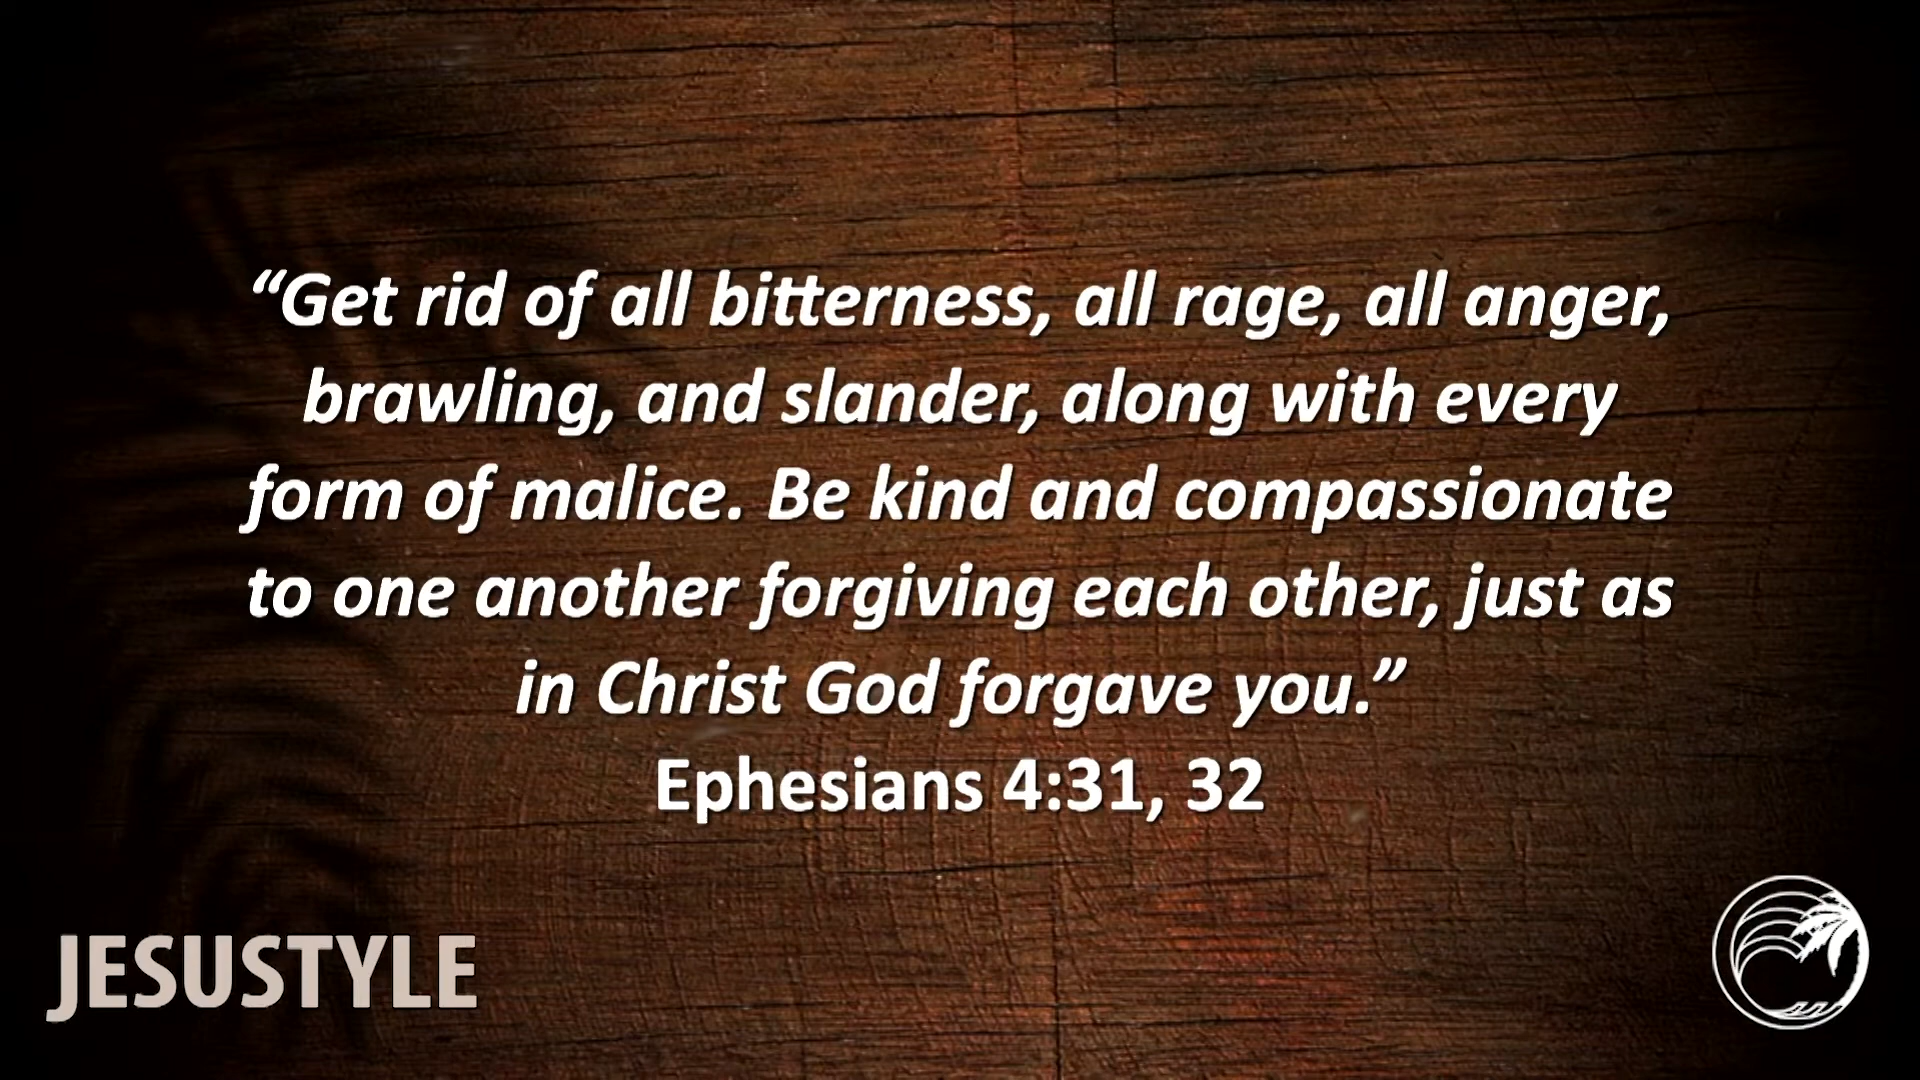 “Get rid of all bitterness, all rage, all anger,
brawling, and slander, along with every
form of malice. Be kind and compassionate
to one another forgiving each other, just as
in Christ God forgave you.”
Ephesians 4:31, 32
JESUSTYLE